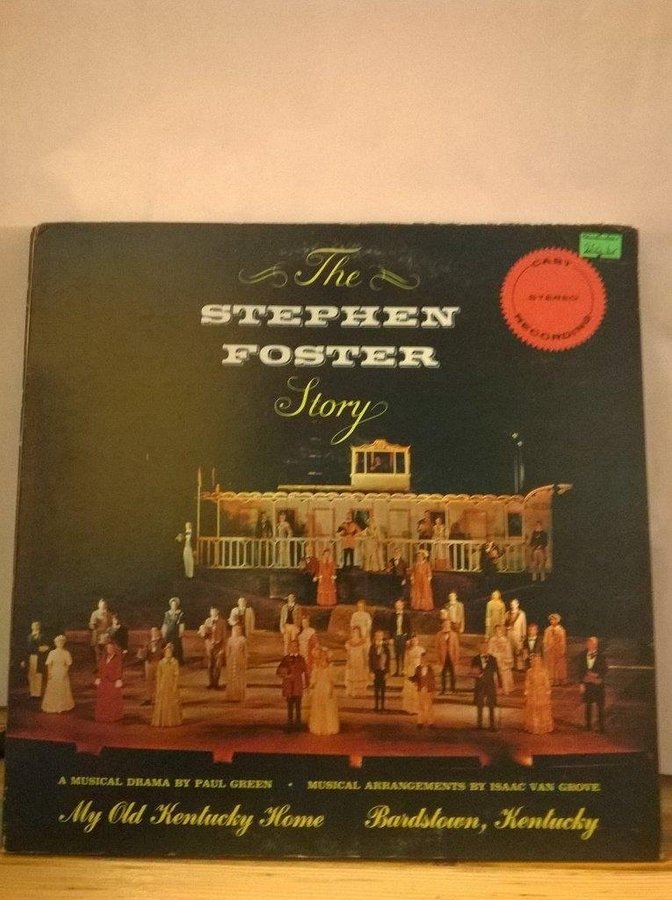 The
STEPHEN
FOSTER
Story
CAST
STEREO
RECORDING
A MUSICAL DRAMA BY PAUL GREEN • MUSICAL ARRANGEMENTS BY ISAAC VAN GROVE
My Old Kentucky Home Bardstown, Kentucky